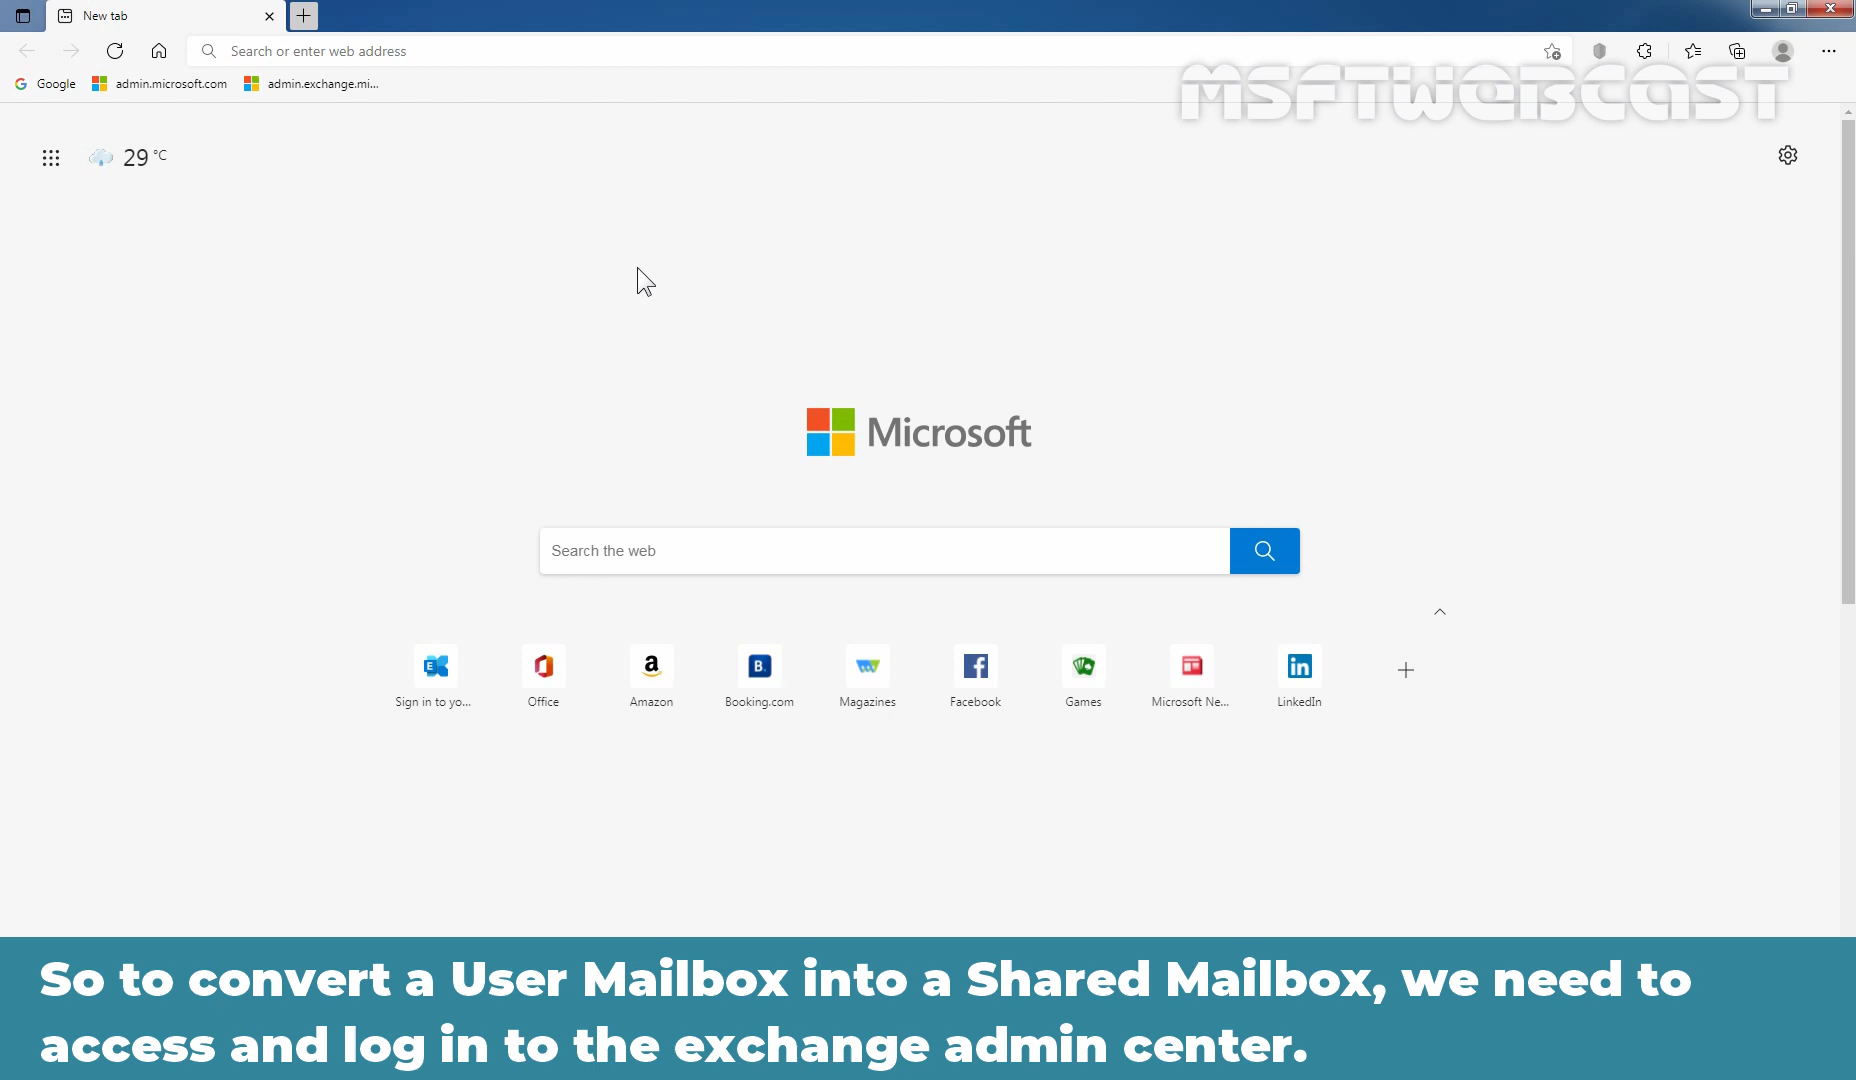 New tab
Search or enter web address
Google admin.microsoft.com admin.exchange.mi...
MSFTWEBCAST
29 °C
Microsoft
Search the web
Sign in to yo... Office Amazon Booking.com Magazines Facebook Games Microsoft Ne... LinkedIn
So to convert a User Mailbox into a Shared Mailbox, we need to
access and log in to the exchange admin center.